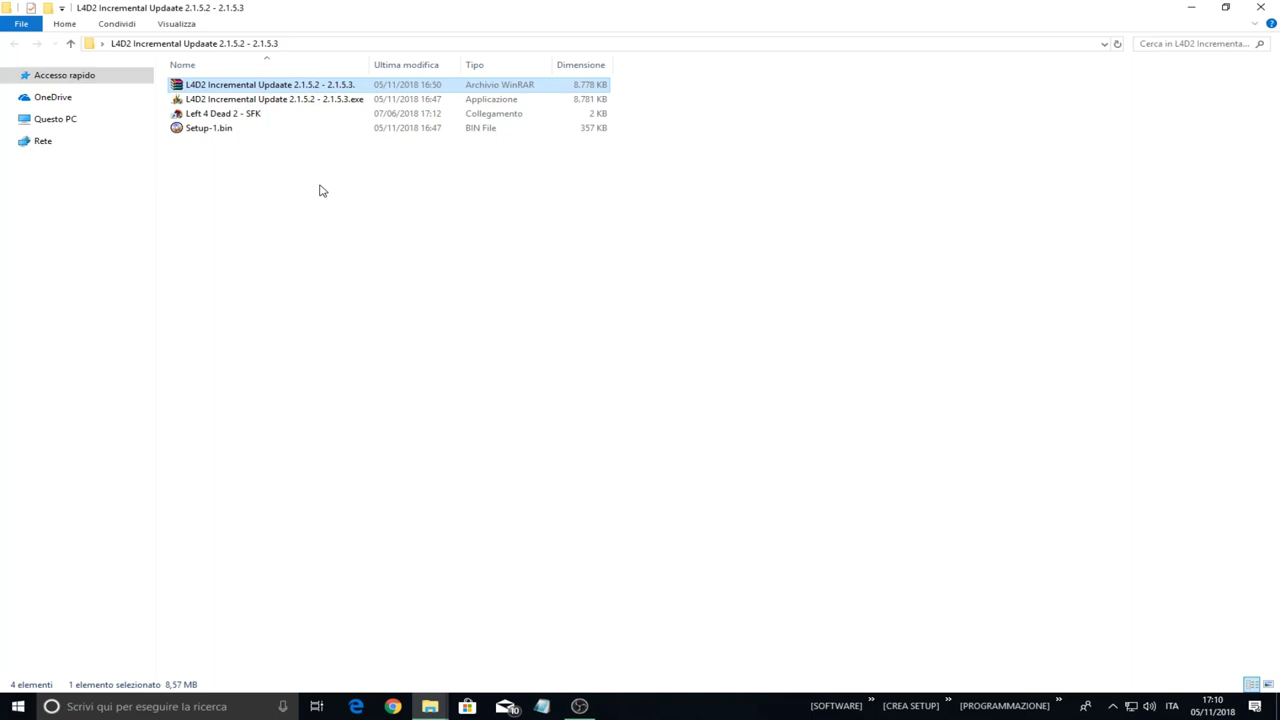 L4D2 Incremental Updaate 2.1.5.2 - 2.1.5.3
File Home Condividi Visualizza
L4D2 Incremental Updaate 2.1.5.2 - 2.1.5.3
Cerca in L4D2 Incrementa...
Accesso rapido
OneDrive
Questo PC
Rete
Nome Ultima modifica Tipo Dimensione
L4D2 Incremental Updaate 2.1.5.2 - 2.1.5.3. 05/11/2018 16:50 Archivio WinRAR 8.778 KB
L4D2 Incremental Update 2.1.5.2 - 2.1.5.3.exe 05/11/2018 16:47 Applicazione 8.781 KB
Left 4 Dead 2 - SFK 07/06/2018 17:12 Collegamento 2 KB
Setup-1.bin 05/11/2018 16:47 BIN File 357 KB
4 elementi 1 elemento selezionato 8,57 MB
Scrivi qui per eseguire la ricerca
10
[SOFTWARE] » [CREA SETUP] » [PROGRAMMAZIONE] »
ITA
17:10
05/11/2018